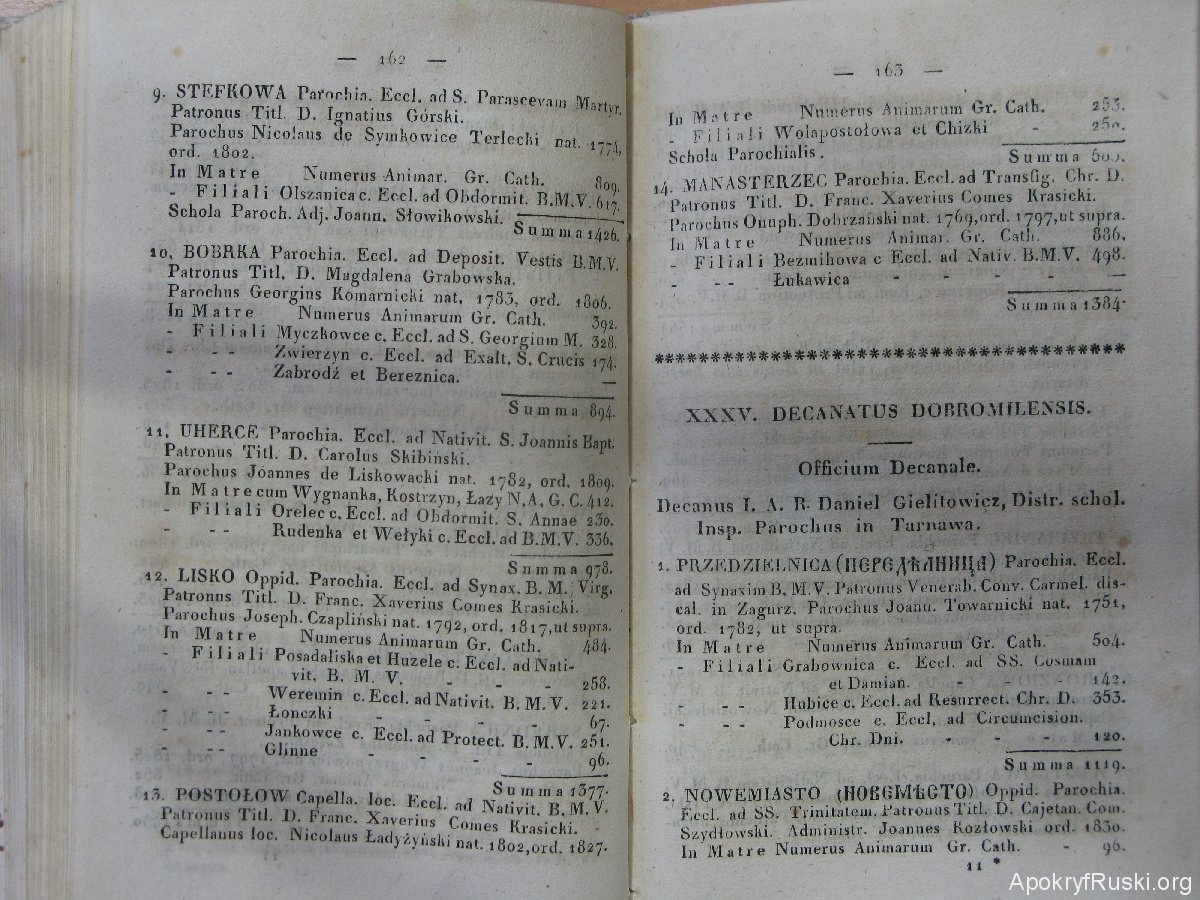 — 162 —
9. STEFKOWA Parochia. Eccl. ad S. Parascevam Martyr.
Patronus Titl. D. Ignatius Górski.
Parochus Nicolaus de Symkowice Terlecki nat. 1774,
ord. 1802.
In Matre Numerus Animar. Gr. Cath. 809.
- Filiali Olszanica c. Eccl. ad Obdormit. B.M.V. 617.
Schola Paroch. Adj. Joann. Słowikowski.
Summa 1426.
10. BOBRKA Parochia. Eccl. ad Deposit. Vestis B.M.V.
Patronus Titl. D. Magdalena Grabowska.
Parochus Georgius Komarnicki nat. 1783, ord. 1806.
In Matre Numerus Animarum Gr. Cath. 392.
- Filiali Myczkowce c. Eccl. ad S. Georgium M. 328.
- - - Zwierzyn c. Eccl. ad Exalt. S. Crucis 174.
- - - Zabrodź et Bereznica. —
Summa 894.
11. UHERCE Parochia. Eccl. ad Nativit. S. Joannis Bapt.
Patronus Titl. D. Carolus Skibiński.
Parochus Joannes de Liskowacki nat. 1782, ord. 1809.
In Matre cum Wygnanka, Kostrzyn, Łazy N. A. G. C. 412.
- Filiali Orelec c. Eccl. ad Obdormit. S. Annae 230.
- - - Rudenka et Wełyki c. Eccl. ad B.M.V. 336.
Summa 978.
12. LISKO Oppid. Parochia. Eccl. ad Synax. B. M. Virg.
Patronus Titl. D. Franc. Xaverius Comes Krasicki.
Parochus Joseph. Czapliński nat. 1792, ord. 1817, ut supra.
In Matre Numerus Animarum Gr. Cath. 484.
- Filiali Posadaliska et Huzele c. Eccl. ad Nati-
vit. B. M. V. - - - 258.
- - - Weremin c. Eccl. ad Nativit. B. M. V. 221.
- - - Łonczki - - - - 67.
- - - Jankowce c. Eccl. ad Protect. B. M. V. 251.
- - - Glinne - - - - 96.
Summa 1377.
13. POSTOŁOW Capella. loc. Eccl. ad Nativit. B. M. V.
Patronus Titl. D. Franc. Xaverius Comes Krasicki.
Capellanus loc. Nicolaus Ładyżyński nat. 1802, ord. 1827.
— 163 —
In Matre Numerus Animarum Gr. Cath. 253.
- Filiali Wolapostołowa et Chizki -
Schola Parochialis.
Summa
14. MANASTERZEC Parochia. Eccl. ad Transfig. Chr. D.
Patronus Titl. D. Franc. Xaverius Comes Krasicki.
Parochus Onuph. Dobrzański nat. 1769, ord. 1797, ut supra.
In Matre Numerus Animar. Gr. Cath. 886.
- Filiali Bezmihowa c Eccl. ad Nativ. B. M. V. 498.
- - - Łukawica - - - - —
Summa 1384.
******************************************
XXXV. DECANATUS DOBROMILENSIS.
Officium Decanale.
Decanus I. A. R. Daniel Gielitowicz, Distr. schol.
Insp. Parochus in Tarnawa.
1. PRZEDZIELNICA (ПЕРЕДѢЛНИЦА) Parochia. Eccl.
ad Synaxim B. M. V. Patronus Venerab. Conv. Carmel. dis-
cal. in Zagurz. Parochus Joann. Towarnicki nat. 1751,
ord. 1782, ut supra.
In Matre Numerus Animarum Gr. Cath. 504.
- Filiali Grabownica c. Eccl. ad SS. Cosmam
et Damian. - - - - 142.
- - - Hubice c. Eccl. ad Resurrect. Chr. D. 353.
- - - Podmosce c. Eccl, ad Circumcision.
Chr. Dni. - - - 120.
Summa 1119.
2. NOWEMIASTO (НОВЕМѢСТО) Oppid. Parochia.
Eccl. ad SS. Trinitatem. Patronus Titl. D. Cajetan. Com.
Szydłowski. Administr. Joannes Kozłowski ord. 1830.
In Matre Numerus Animarum Gr. Cath. - 96.
11 *
ApokryfRuski.org